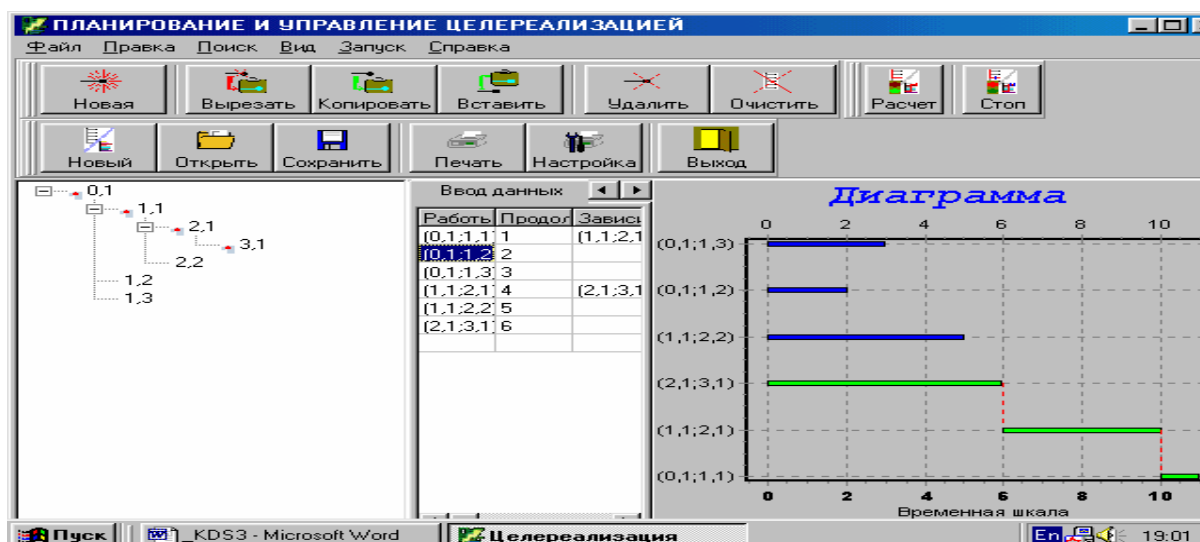 ПЛАНИРОВАНИЕ И УПРАВЛЕНИЕ ЦЕЛЕРЕАЛИЗАЦИЕЙ
Файл Правка Поиск Вид Запуск Справка
Новая Вырезать Копировать Вставить Удалить Очистить Расчет Стоп
Новый Открыть Сохранить Печать Настройка Выход
0,1
1,1
2,1
3,1
2,2
1,2
1,3
Ввод данных
Работь Продол Зависи
(0,1;1,1) 1 (1,1;2,1
(0,1;1,2 2
(0,1;1,3) 3
(1,1;2,1) 4 (2,1;3,1
(1,1;2,2) 5
(2,1;3,1) 6
Диаграмма
0 2 4 6 8 10
(0,1;1,3)
(0,1;1,2)
(1,1;2,2)
(2,1;3,1)
(1,1;2,1)
(0,1;1,1)
0 2 4 6 8 10
Временная шкала
Пуск _KDS3 - Microsoft Word Целереализация En 19:01